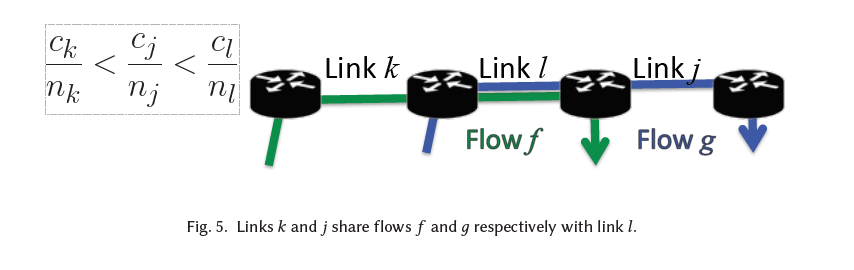 c_k/n_k < c_j/n_j < c_l/n_l
Link k
Link l
Link j
Flow f
Flow g
Fig. 5. Links k and j share flows f and g respectively with link l.